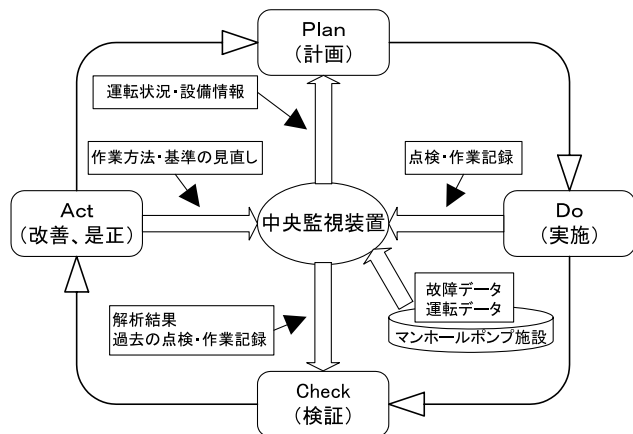 Plan
(計画)
運転状況・設備情報
作業方法・基準の見直し
点検・作業記録
Act
(改善、是正)
中央監視装置
Do
(実施)
故障データ
運転データ
マンホールポンプ施設
解析結果
過去の点検・作業記録
Check
(検証)